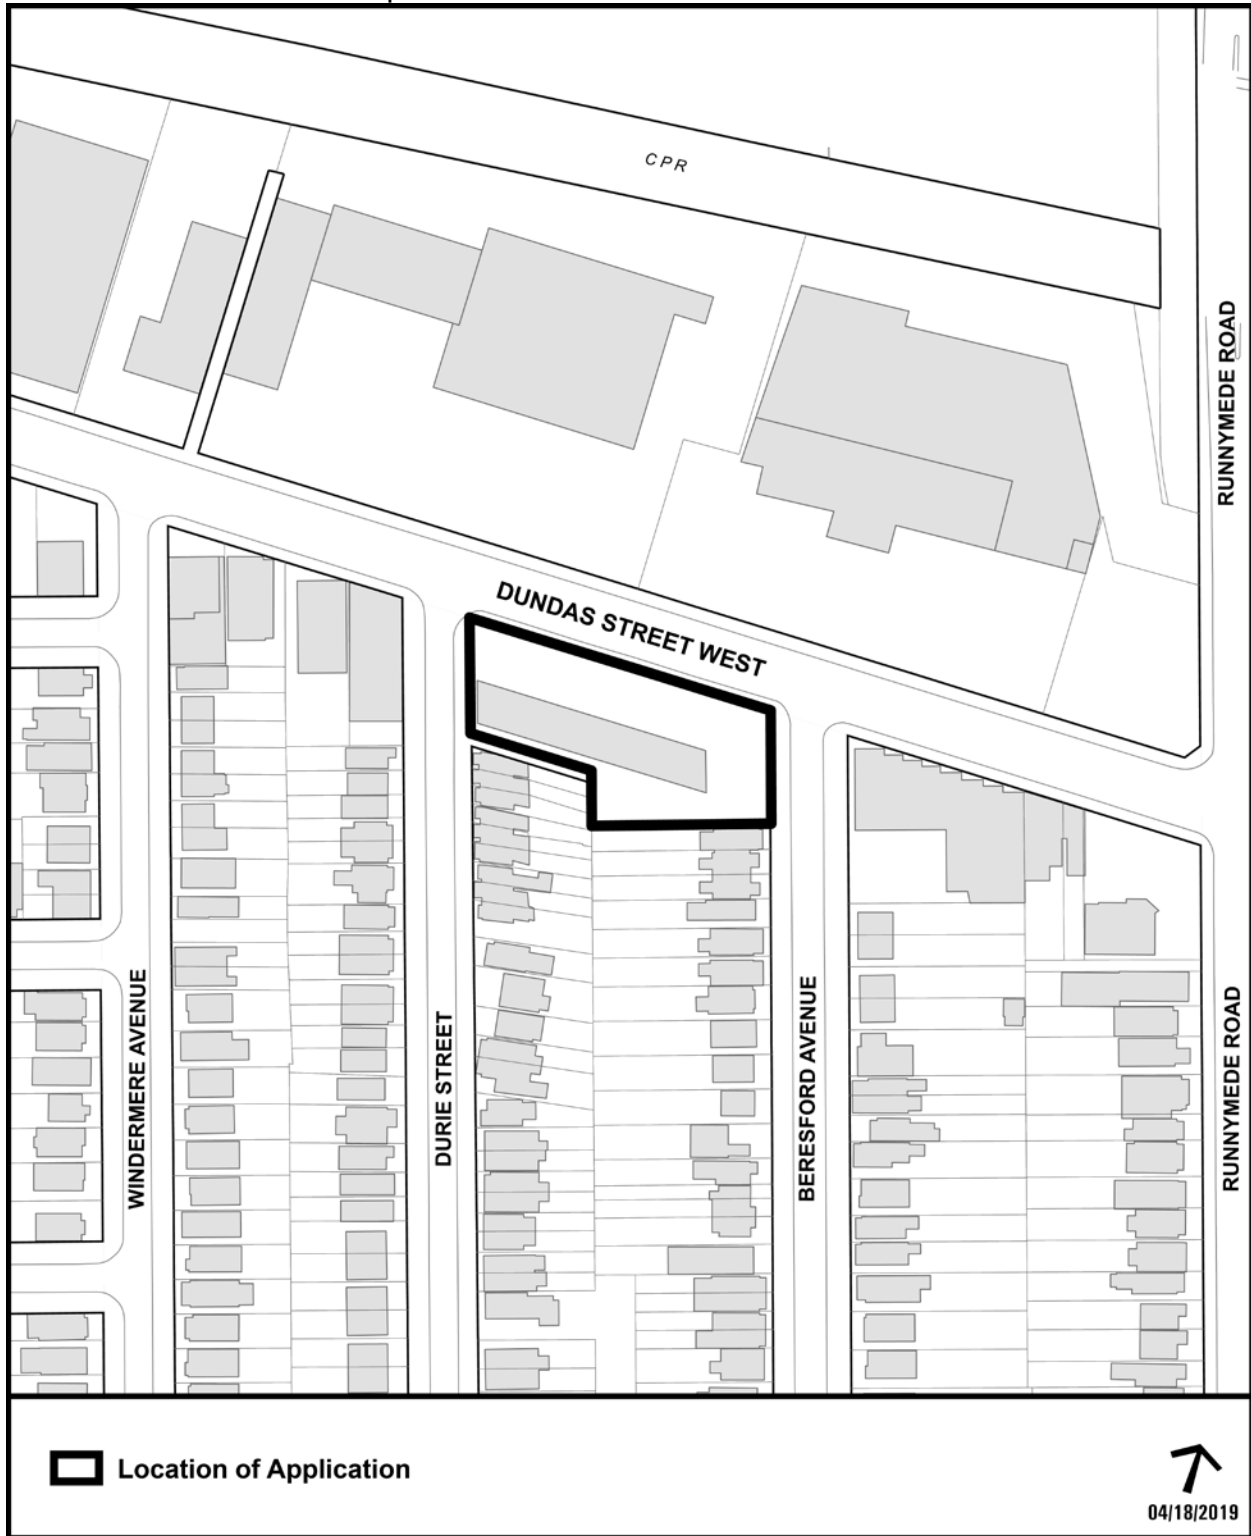 CPR
RUNNYMEDE ROAD
DUNDAS STREET WEST
WINDERMERE AVENUE
DURIE STREET
BERESFORD AVENUE
RUNNYMEDE ROAD
Location of Application
04/18/2019